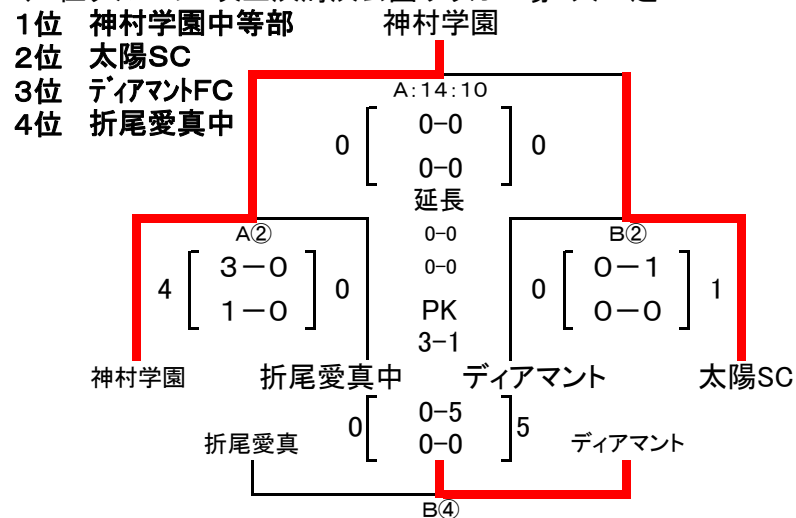 1位 神村学園中等部
神村学園
2位 太陽SC
3位 ディアマントFC
4位 折尾愛真中
A:14:10
0 0-0 0
0-0
延長
0-0
0-0
PK
3-1
A②
4 3-0 0
1-0
B②
0 0-1 1
0-0
神村学園 折尾愛真中 ディアマント 太陽SC
折尾愛真 0 0-5 5 ディアマント
0-0
B④